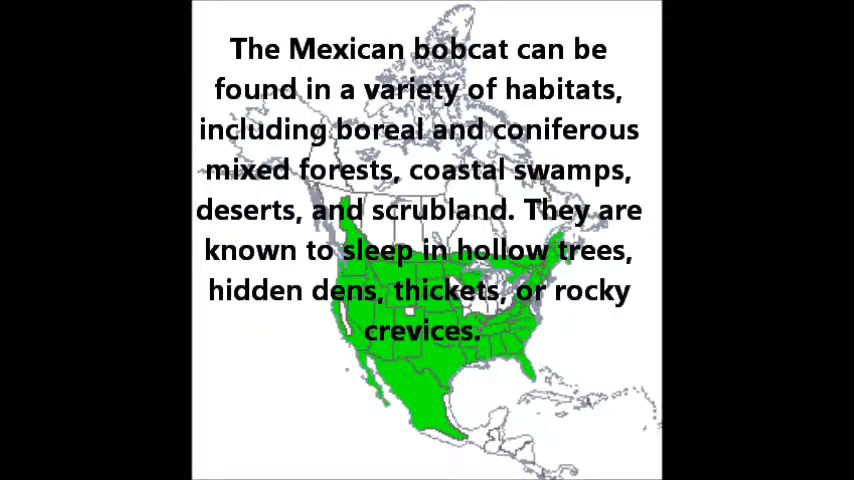 The Mexican bobcat can be
found in a variety of habitats,
including boreal and coniferous
mixed forests, coastal swamps,
deserts, and scrubland. They are
known to sleep in hollow trees,
hidden dens, thickets, or rocky
crevices.